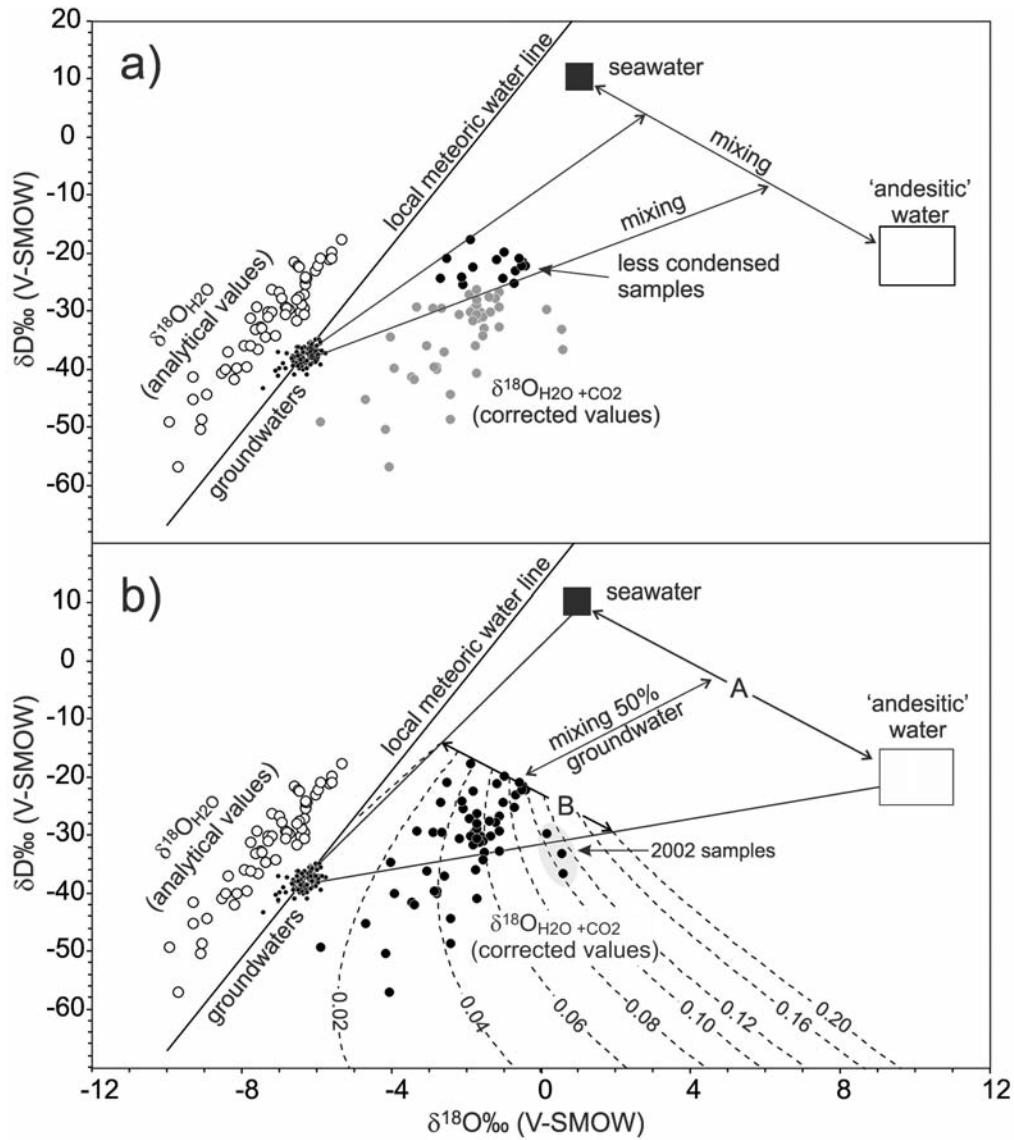 a)
20
10
0
-10
-20
-30
-40
-50
-60
δD‰ (V-SMOW)
local meteoric water line
seawater
mixing
mixing
'andesitic'
water
less condensed
samples
δ18OH2O
(analytical values)
δ18OH2O +CO2
(corrected values)
groundwaters
b)
10
0
-10
-20
-30
-40
-50
-60
δD‰ (V-SMOW)
local meteoric water line
seawater
A
mixing 50%
groundwater
'andesitic'
water
B
2002 samples
δ18OH2O
(analytical values)
δ18OH2O +CO2
(corrected values)
groundwaters
0.02
0.04
0.06
0.08
0.10
0.12
0.16
0.20
-12 -8 -4 0 4 8 12
δ18O‰ (V-SMOW)